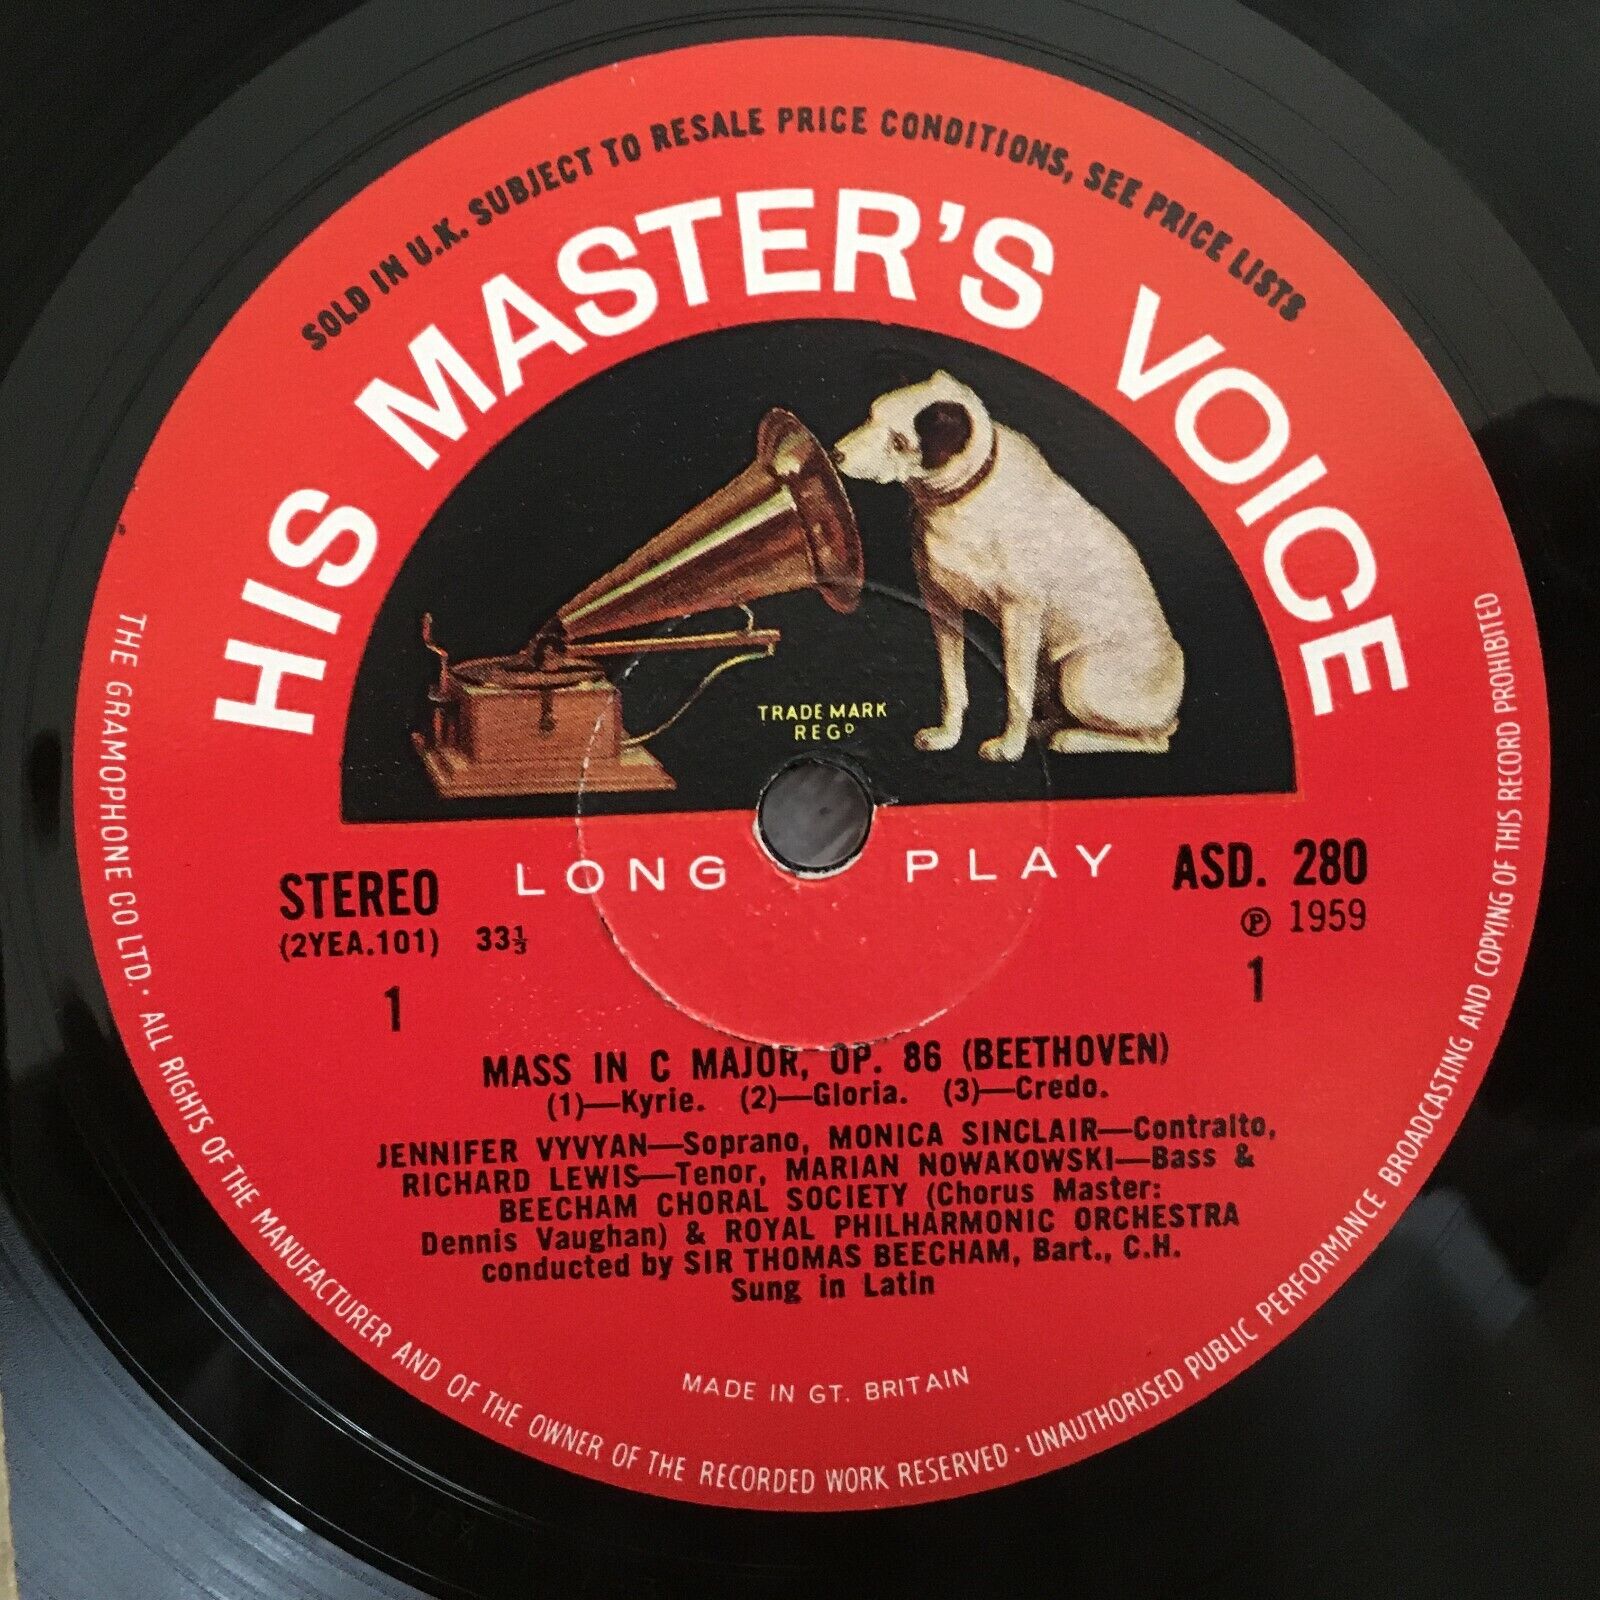 SOLD IN U.K. SUBJECT TO RESALE PRICE CONDITIONS, SEE PRICE LISTS
HIS MASTER'S VOICE
TRADE MARK
REGD
LONG PLAY
STEREO
(2YEA.101) 33⅓
1
ASD. 280
℗ 1959
1
MASS IN C MAJOR, OP. 86 (BEETHOVEN)
(1)—Kyrie. (2)—Gloria. (3)—Credo.
JENNIFER VYVYAN—Soprano, MONICA SINCLAIR—Contralto,
RICHARD LEWIS—Tenor, MARIAN NOWAKOWSKI—Bass &
BEECHAM CHORAL SOCIETY (Chorus Master:
Dennis Vaughan) & ROYAL PHILHARMONIC ORCHESTRA
conducted by SIR THOMAS BEECHAM, Bart., C.H.
Sung in Latin
MADE IN GT. BRITAIN
THE GRAMOPHONE CO LTD. · ALL RIGHTS OF THE MANUFACTURER AND OF THE OWNER OF THE RECORDED WORK RESERVED · UNAUTHORISED PUBLIC PERFORMANCE BROADCASTING AND COPYING OF THIS RECORD PROHIBITED